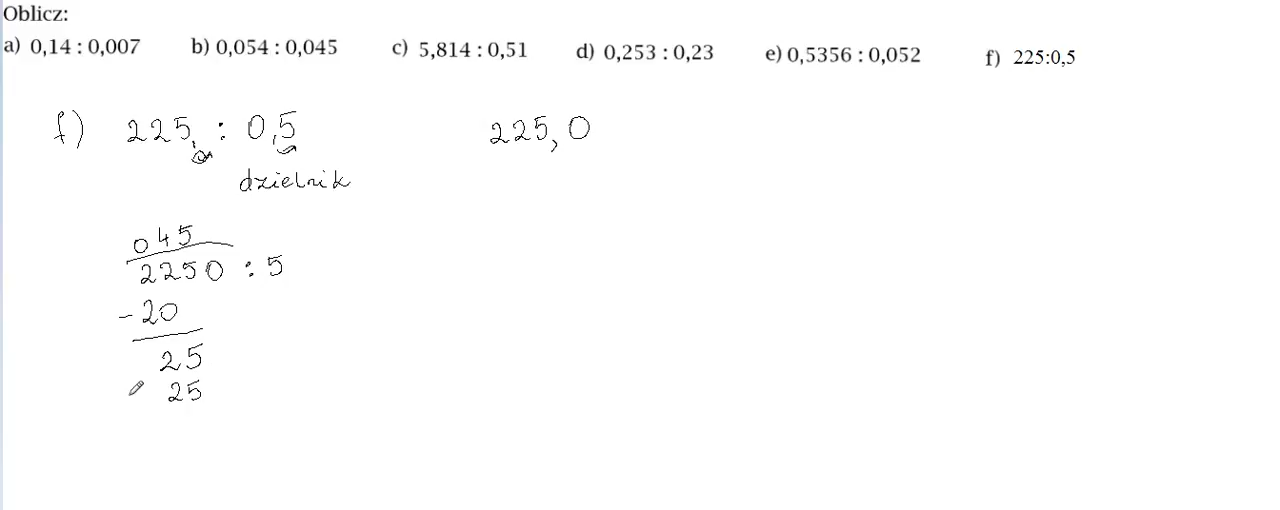 Oblicz:
a) 0,14 : 0,007 b) 0,054 : 0,045 c) 5,814 : 0,51 d) 0,253 : 0,23 e) 0,5356 : 0,052 f) 225:0,5
f) 225, : 0,5 225,0
dzielnik
045
2250 : 5
-20
25
25